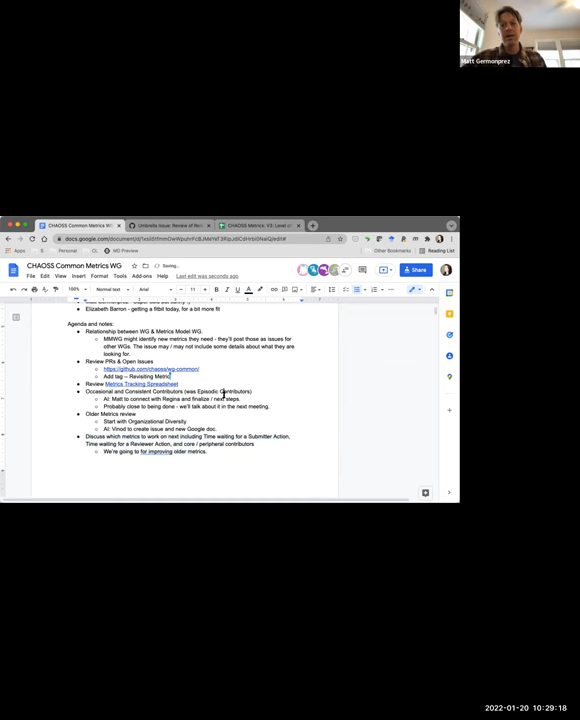 Matt Germonprez
CHAOSS Common Metrics WG
Umbrella Issue: Review of Re
CHAOSS Metrics: V3: Level of
Apps
Personal
MD Preview
Other Bookmarks
Reading List
CHAOSS Common Metrics WG
Saving...
File Edit View Insert Format Tools Add-ons Help Last edit was seconds ago
Share
100%
Normal text
Arial
11
Elizabeth Barron - getting a fitbit today, for a bit more fit
Agenda and notes:
Relationship between WG & Metrics Model WG.
MMWG might identify new metrics they need - they'll post those as issues for
other WGs. The issue may / may not include some details about what they are
looking for.
Review PRs & Open Issues
https://github.com/chaoss/wg-common/
Add tag -- Revisiting Metric
Review Metrics Tracking Spreadsheet
Occasional and Consistent Contributors (was Episodic Contributors)
AI: Matt to connect with Regina and finalize / next steps.
Probably close to being done - we'll talk about it in the next meeting.
Older Metrics review
Start with Organizational Diversity
AI: Vinod to create issue and new Google doc.
Discuss which metrics to work on next including Time waiting for a Submitter Action,
Time waiting for a Reviewer Action, and core / peripheral contributors
We're going to for improving older metrics.
2022-01-20 10:29:18